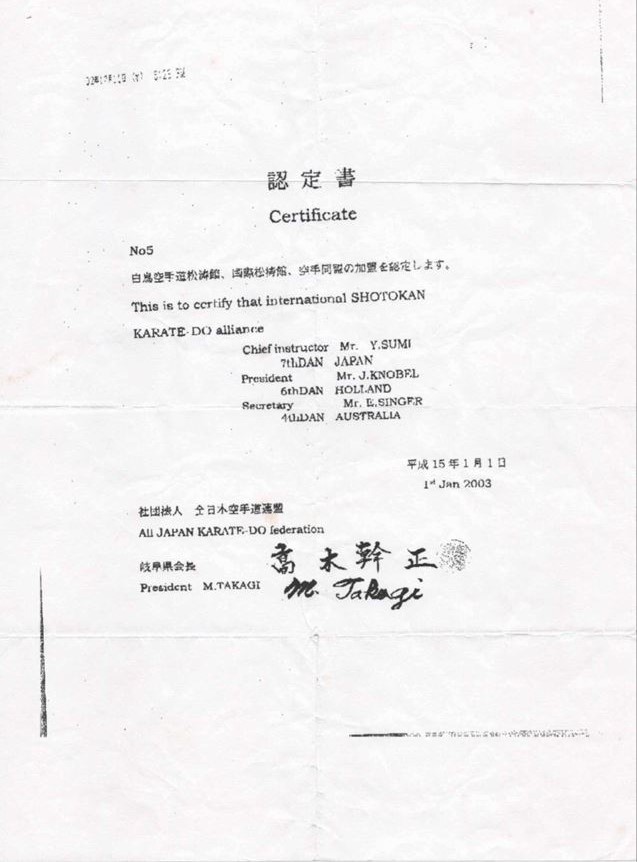 認定書
Certificate
No5
白鳥空手道松濤館、国際松濤館、空手同盟の加盟を認定します。
This is to certify that international SHOTOKAN
KARATE-DO alliance
Chief instructor Mr. Y.SUMI
7thDAN JAPAN
President Mr. J.KNOBEL
6thDAN HOLLAND
Secretary Mr. E.SINGER
4thDAN AUSTRALIA
平成15年1月1日
1st Jan 2003
社団法人 全日本空手道連盟
All JAPAN KARATE-DO federation
岐阜県会長 高木幹正
President M.TAKAGI M. Takagi